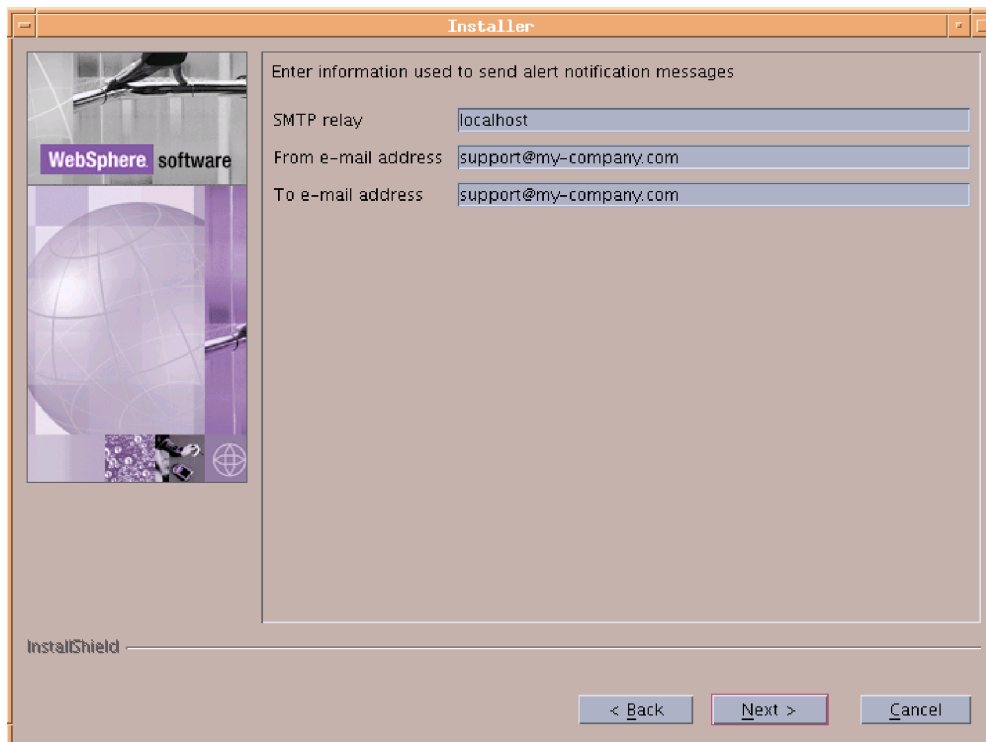 Installer
WebSphere. software
Enter information used to send alert notification messages
SMTP relay localhost
From e-mail address support@my-company.com
To e-mail address support@my-company.com
InstallShield
< Back Next > Cancel